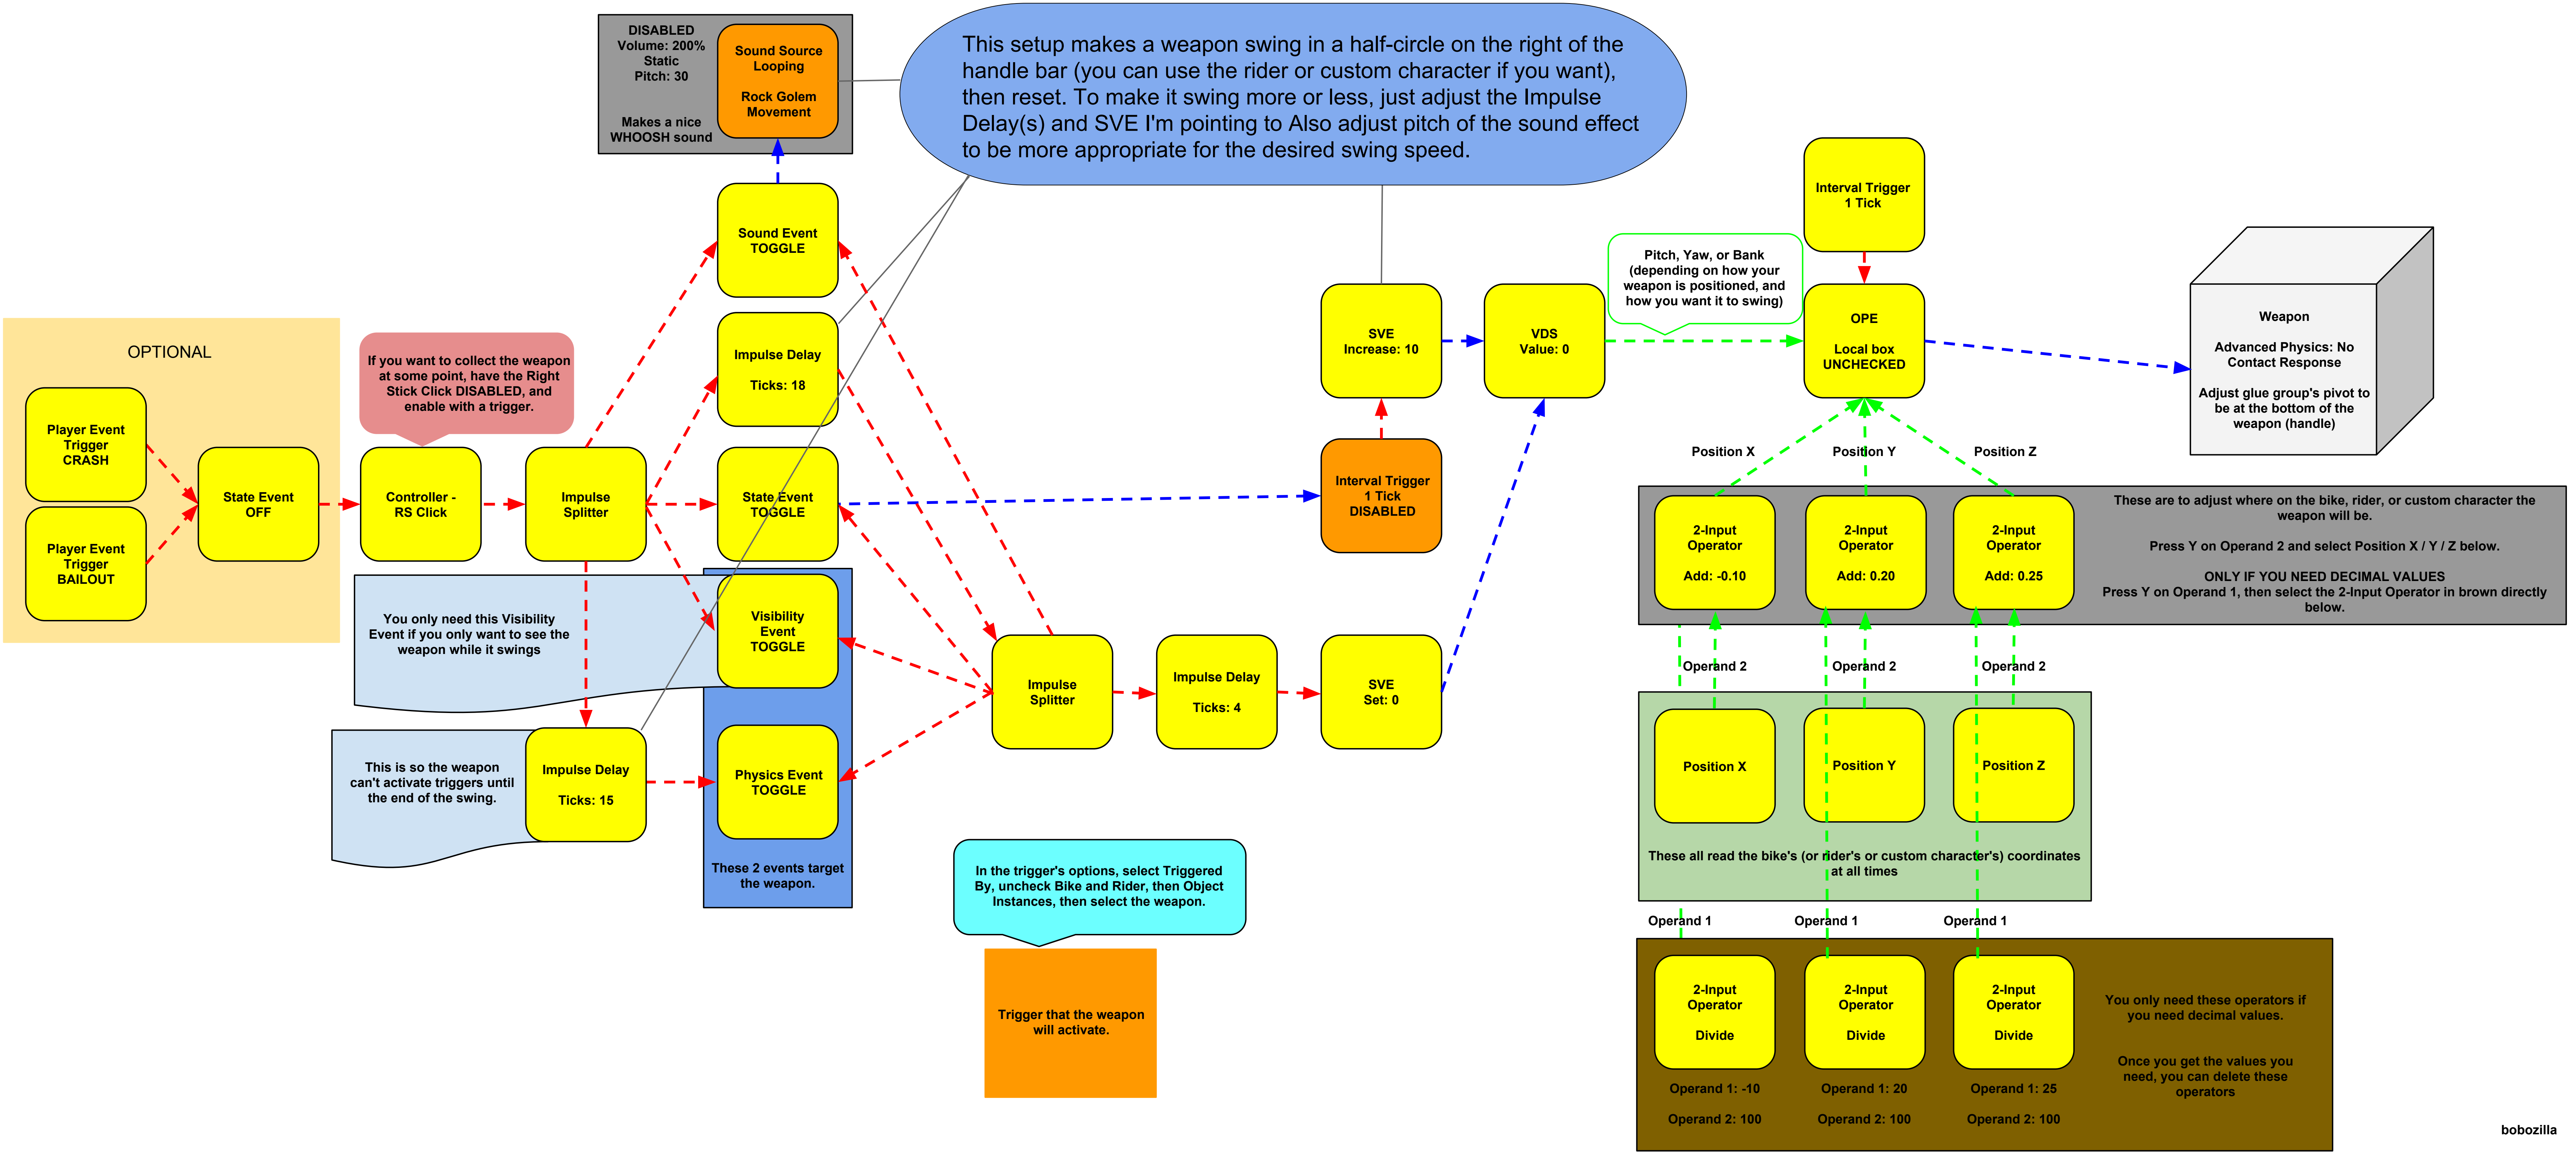 DISABLED
Volume: 200%
Static
Pitch: 30
Makes a nice
WHOOSH sound
Sound Source
Looping
Rock Golem
Movement
This setup makes a weapon swing in a half-circle on the right of the
handle bar (you can use the rider or custom character if you want),
then reset. To make it swing more or less, just adjust the Impulse
Delay(s) and SVE I'm pointing to Also adjust pitch of the sound effect
to be more appropriate for the desired swing speed.
Interval Trigger
1 Tick
Sound Event
TOGGLE
Pitch, Yaw, or Bank
(depending on how your
weapon is positioned, and
how you want it to swing)
OPTIONAL
If you want to collect the weapon
at some point, have the Right
Stick Click DISABLED, and
enable with a trigger.
Impulse Delay
Ticks: 18
SVE
Increase: 10
VDS
Value: 0
OPE
Local box
UNCHECKED
Weapon
Advanced Physics: No
Contact Response
Adjust glue group's pivot to
be at the bottom of the
weapon (handle)
Player Event
Trigger
CRASH
Player Event
Trigger
BAILOUT
State Event
OFF
Controller -
RS Click
Impulse
Splitter
State Event
TOGGLE
Interval Trigger
1 Tick
DISABLED
Position X
Position Y
Position Z
2-Input
Operator
Add: -0.10
2-Input
Operator
Add: 0.20
2-Input
Operator
Add: 0.25
These are to adjust where on the bike, rider, or custom character the
weapon will be.
Press Y on Operand 2 and select Position X / Y / Z below.
ONLY IF YOU NEED DECIMAL VALUES
Press Y on Operand 1, then select the 2-Input Operator in brown directly
below.
You only need this Visibility
Event if you only want to see the
weapon while it swings
Visibility
Event
TOGGLE
Impulse
Splitter
Impulse Delay
Ticks: 4
SVE
Set: 0
Operand 2
Operand 2
Operand 2
This is so the weapon
can't activate triggers until
the end of the swing.
Impulse Delay
Ticks: 15
Physics Event
TOGGLE
These 2 events target
the weapon.
Position X
Position Y
Position Z
These all read the bike's (or rider's or custom character's) coordinates
at all times
In the trigger's options, select Triggered
By, uncheck Bike and Rider, then Object
Instances, then select the weapon.
Trigger that the weapon
will activate.
Operand 1
Operand 1
Operand 1
2-Input
Operator
Divide
Operand 1: -10
Operand 2: 100
2-Input
Operator
Divide
Operand 1: 20
Operand 2: 100
2-Input
Operator
Divide
Operand 1: 25
Operand 2: 100
You only need these operators if
you need decimal values.
Once you get the values you
need, you can delete these
operators
bobozilla